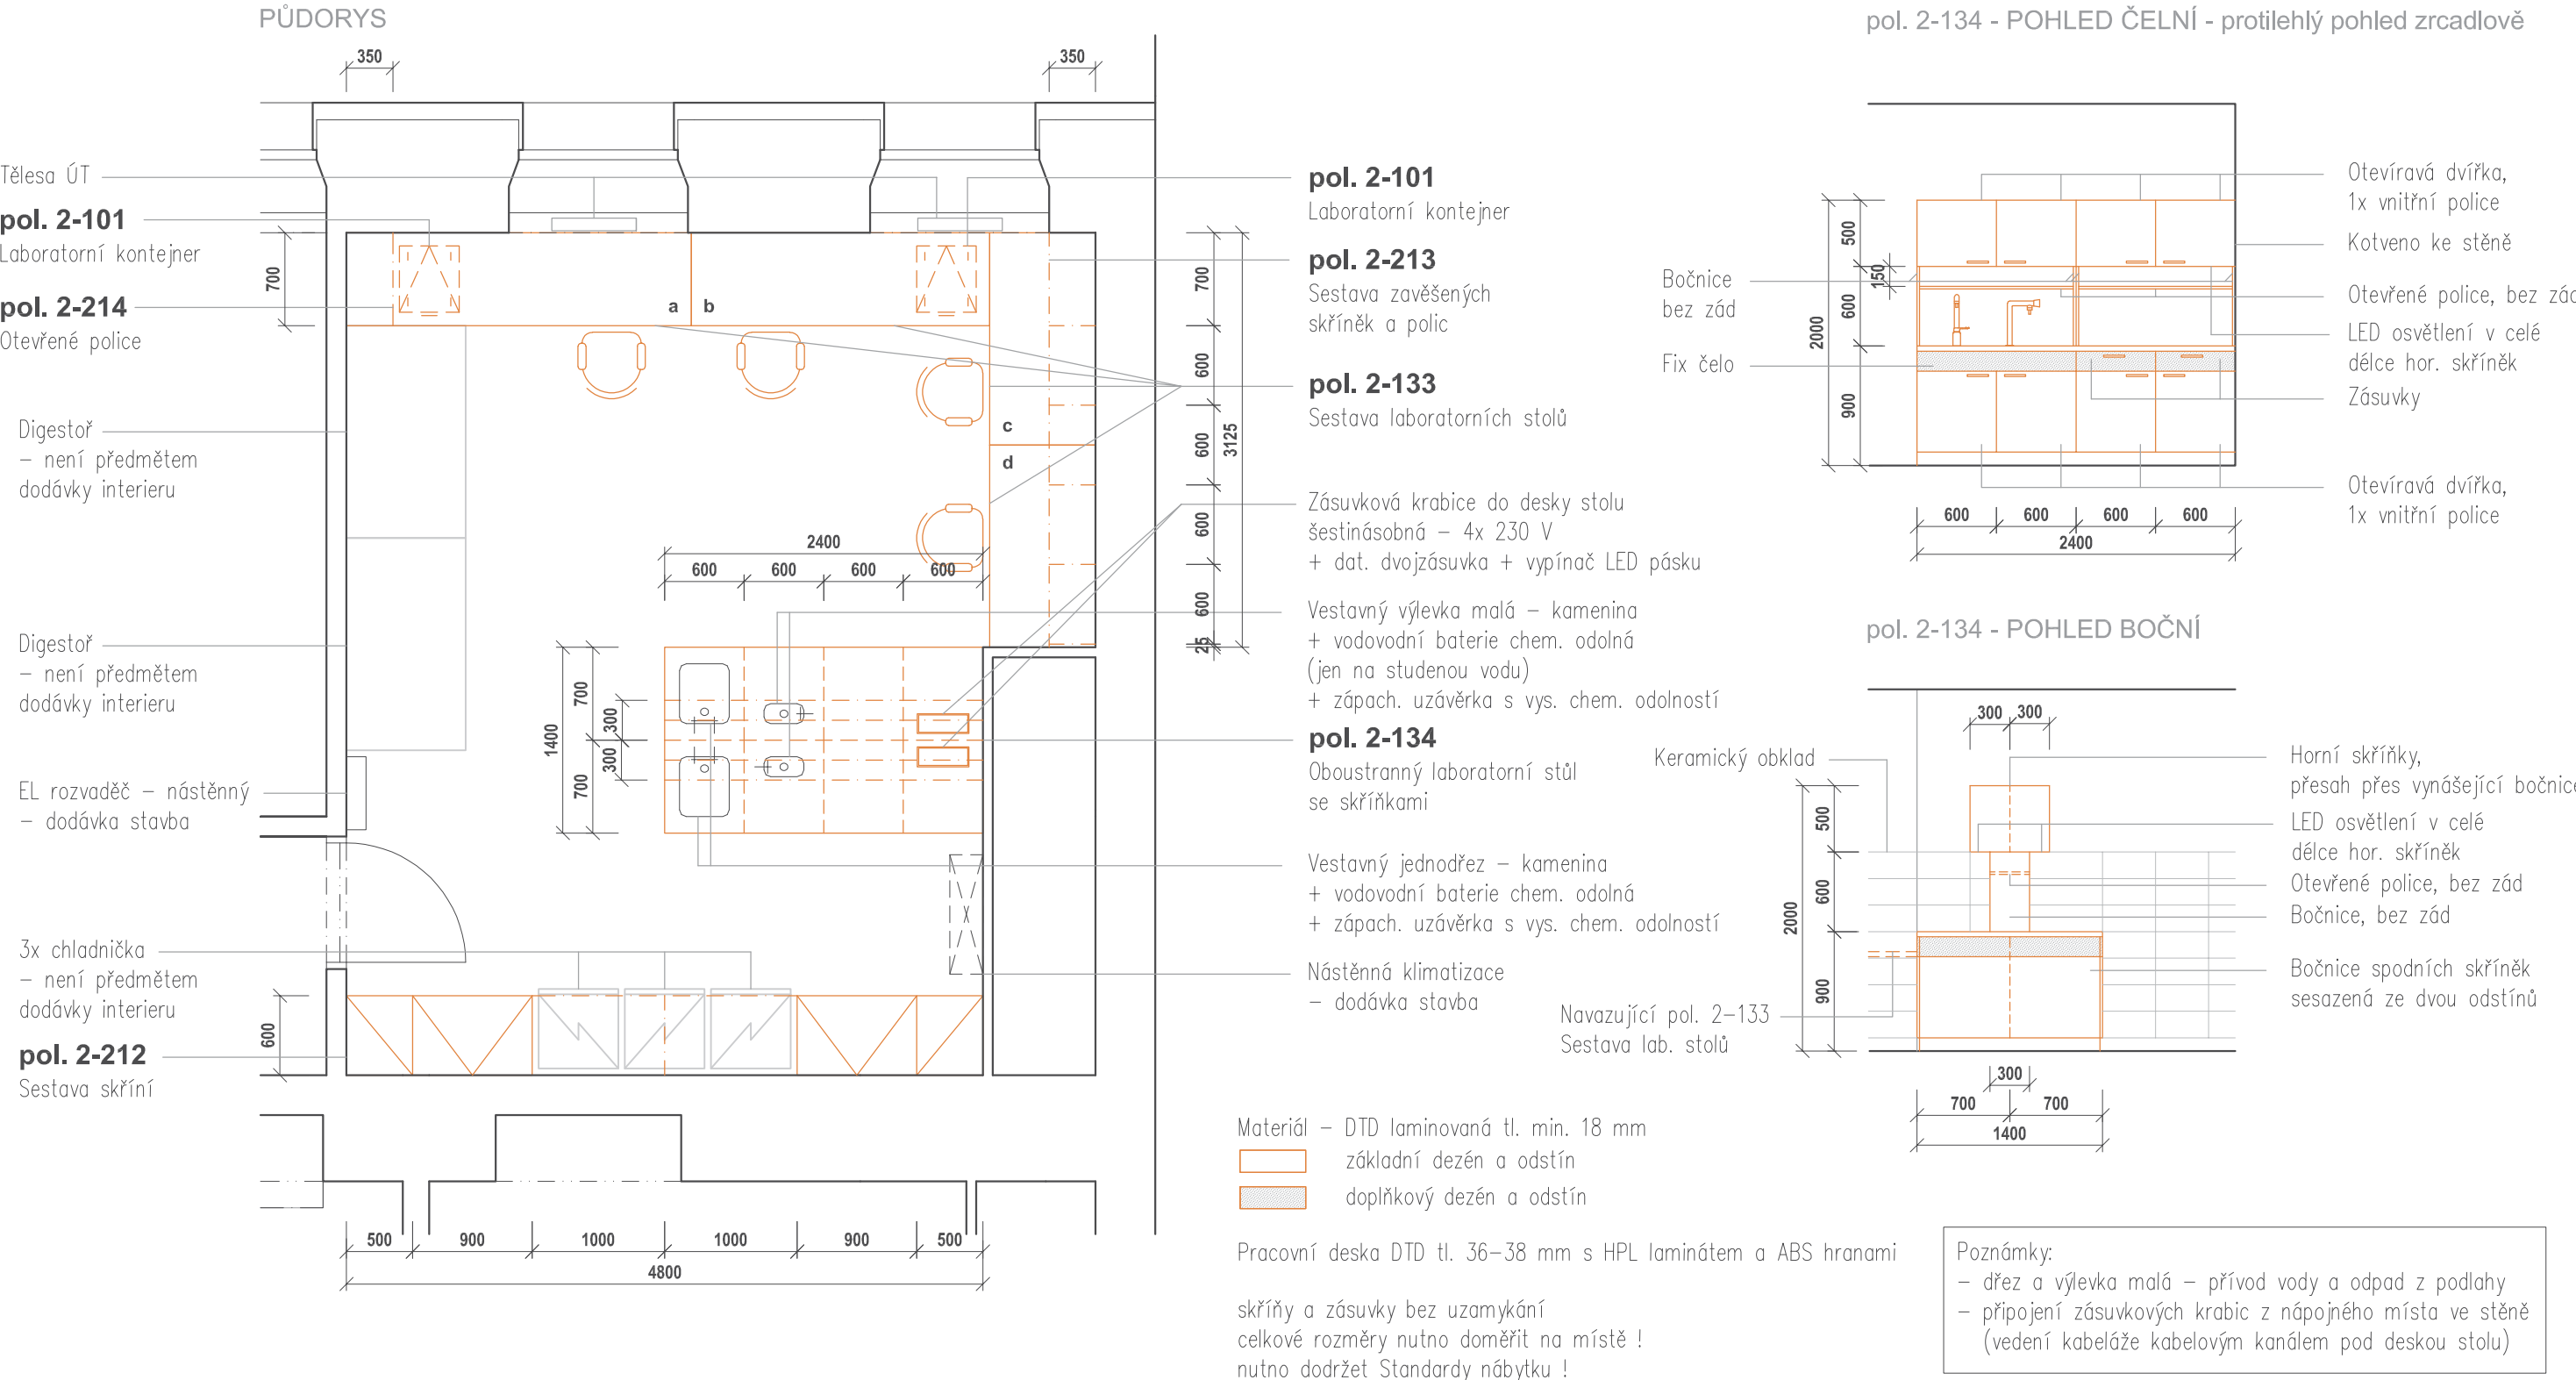 PŮDORYS
pol. 2-134 - POHLED ČELNÍ - protilehlý pohled zrcadlově
350
350
Tělesa ÚT
pol. 2-101
Laboratorní kontejner
pol. 2-214
Otevřené police
700
Digestoř
– není předmětem
dodávky interieru
Digestoř
– není předmětem
dodávky interieru
EL rozvaděč – nástěnný
– dodávka stavba
3x chladnička
– není předmětem
dodávky interieru
pol. 2-212
Sestava skříní
600
a
b
c
d
2400
600
600
600
600
1400
700
700
300
300
700
600
600
600
600
25
3125
500
900
1000
1000
900
500
4800
pol. 2-101
Laboratorní kontejner
pol. 2-213
Sestava zavěšených
skříněk a polic
pol. 2-133
Sestava laboratorních stolů
Zásuvková krabice do desky stolu
šestinásobná – 4x 230 V
+ dat. dvojzásuvka + vypínač LED pásku
Vestavný výlevka malá – kamenina
+ vodovodní baterie chem. odolná
(jen na studenou vodu)
+ zápach. uzávěrka s vys. chem. odolností
pol. 2-134
Oboustranný laboratorní stůl
se skříňkami
Vestavný jednodřez – kamenina
+ vodovodní baterie chem. odolná
+ zápach. uzávěrka s vys. chem. odolností
Nástěnná klimatizace
– dodávka stavba
Bočnice
bez zád
Fix čelo
2000
500
150
600
900
600
600
600
600
2400
Otevíravá dvířka,
1x vnitřní police
Kotveno ke stěně
Otevřené police, bez zád
LED osvětlení v celé
délce hor. skříněk
Zásuvky
Otevíravá dvířka,
1x vnitřní police
pol. 2-134 - POHLED BOČNÍ
300
300
Keramický obklad
2000
500
600
900
Navazující pol. 2–133
Sestava lab. stolů
300
700
700
1400
Horní skříňky,
přesah přes vynášející bočnice
LED osvětlení v celé
délce hor. skříněk
Otevřené police, bez zád
Bočnice, bez zád
Bočnice spodních skříněk
sesazená ze dvou odstínů
Materiál – DTD laminovaná tl. min. 18 mm
základní dezén a odstín
doplňkový dezén a odstín
Pracovní deska DTD tl. 36–38 mm s HPL laminátem a ABS hranami
skříňy a zásuvky bez uzamykání
celkové rozměry nutno doměřit na místě !
nutno dodržet Standardy nábytku !
Poznámky:
– dřez a výlevka malá – přívod vody a odpad z podlahy
– připojení zásuvkových krabic z nápojného místa ve stěně
(vedení kabeláže kabelovým kanálem pod deskou stolu)